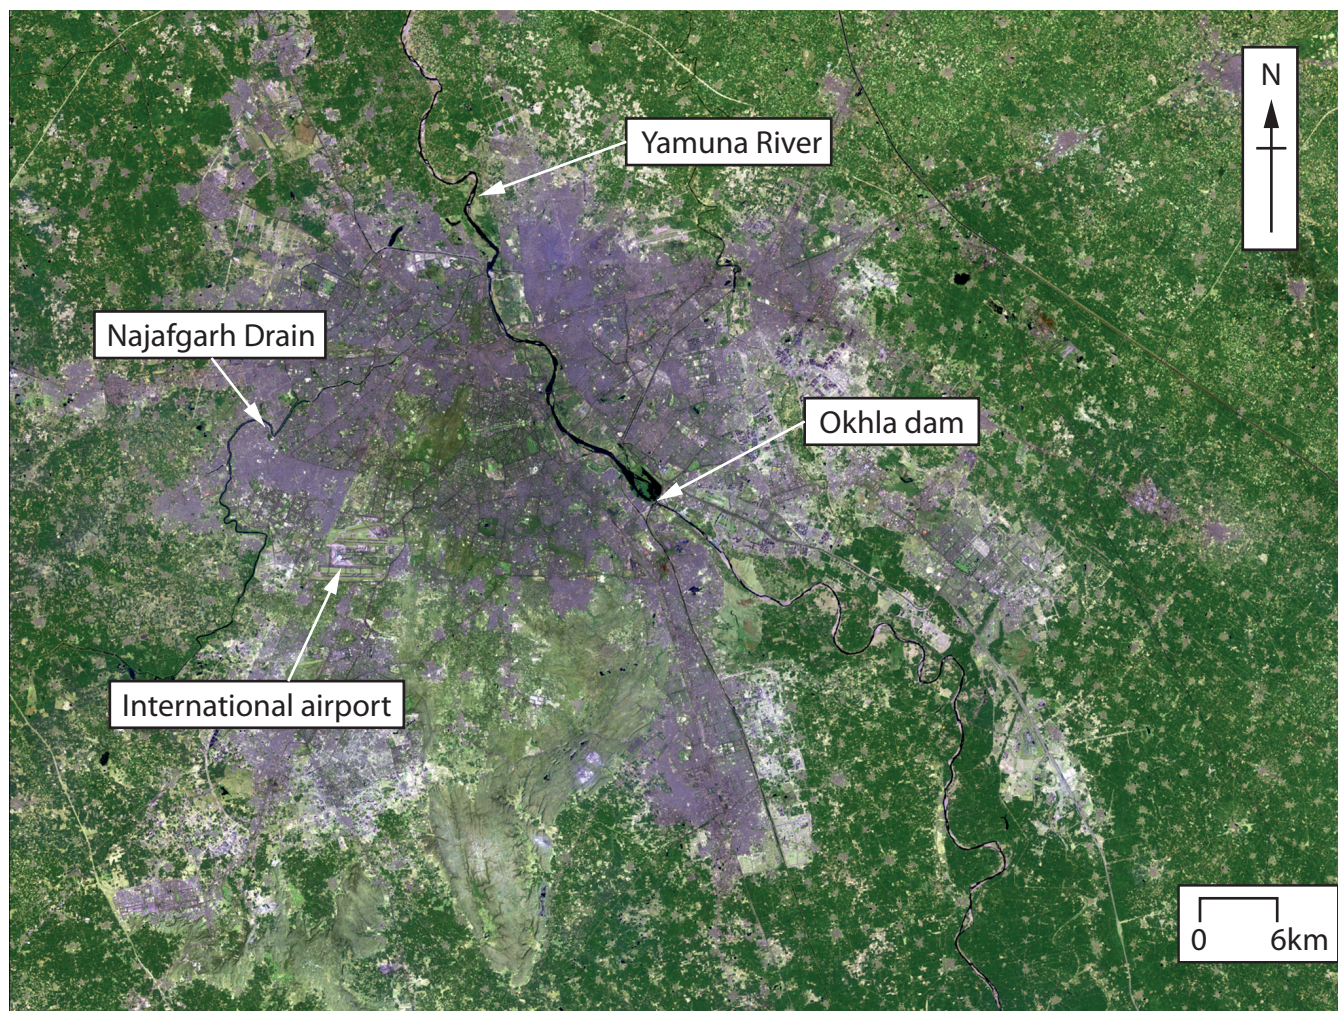 N
Yamuna River
Najafgarh Drain
Okhla dam
International airport
0 6km